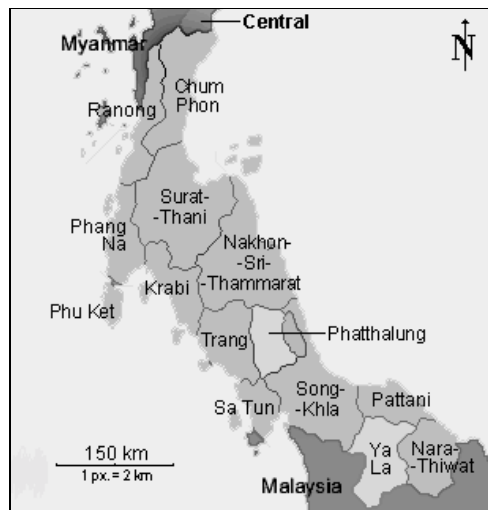 Central
Myanmar
N
Chum
Phon
Ranong
Surat-
-Thani
Phang
Na
Nakhon-
-Sri-
-Thammarat
Krabi
Phu Ket
Phatthalung
Trang
Song-
-Khla
Pattani
Sa Tun
Ya
La
Nara-
-Thiwat
150 km
1 px. = 2 km
Malaysia